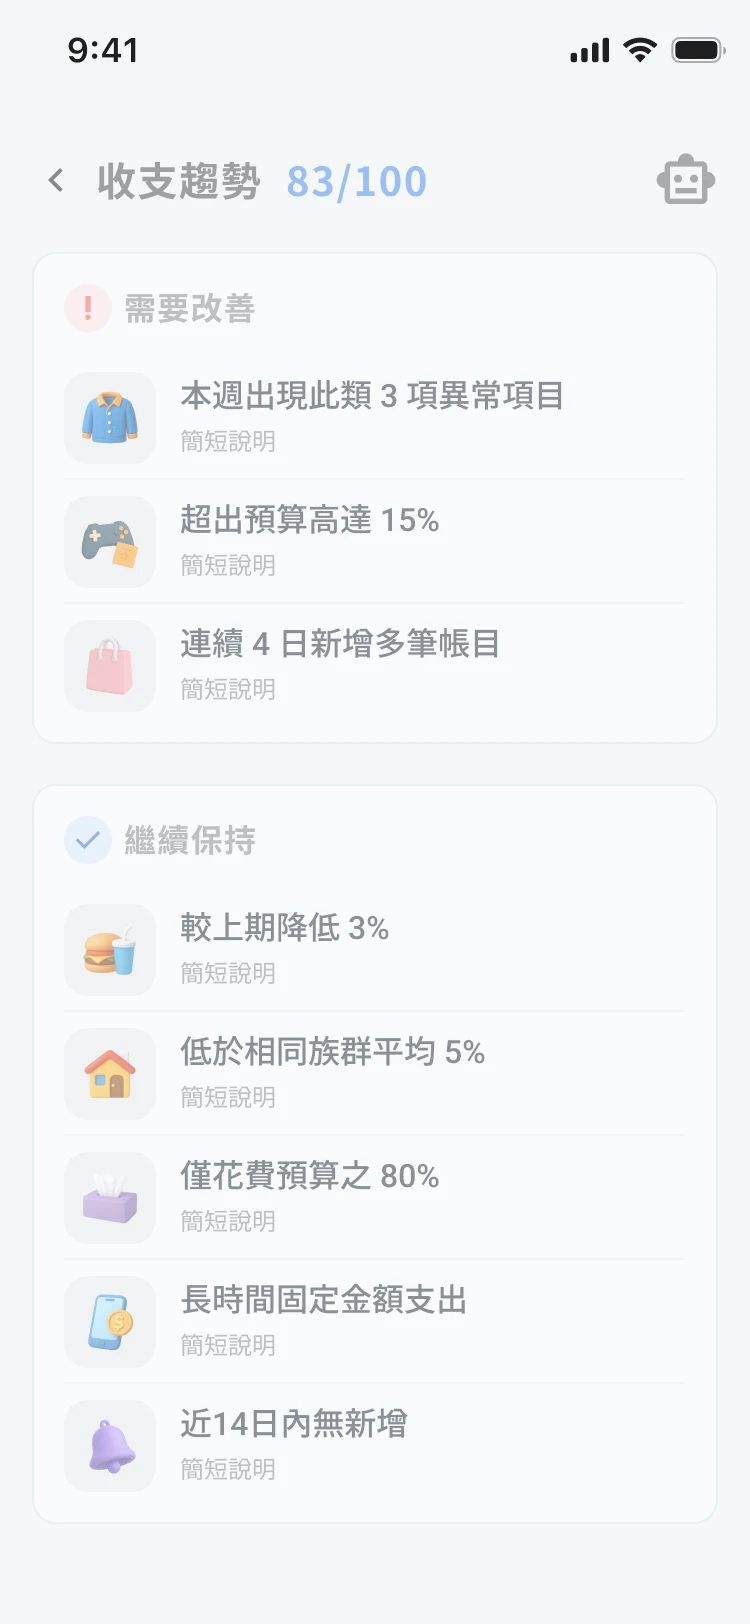 9:41
收支趨勢 83/100
需要改善
本週出現此類 3 項異常項目
簡短說明
超出預算高達 15%
簡短說明
連續 4 日新增多筆帳目
簡短說明
繼續保持
較上期降低 3%
簡短說明
低於相同族群平均 5%
簡短說明
僅花費預算之 80%
簡短說明
長時間固定金額支出
簡短說明
近14日內無新增
簡短說明